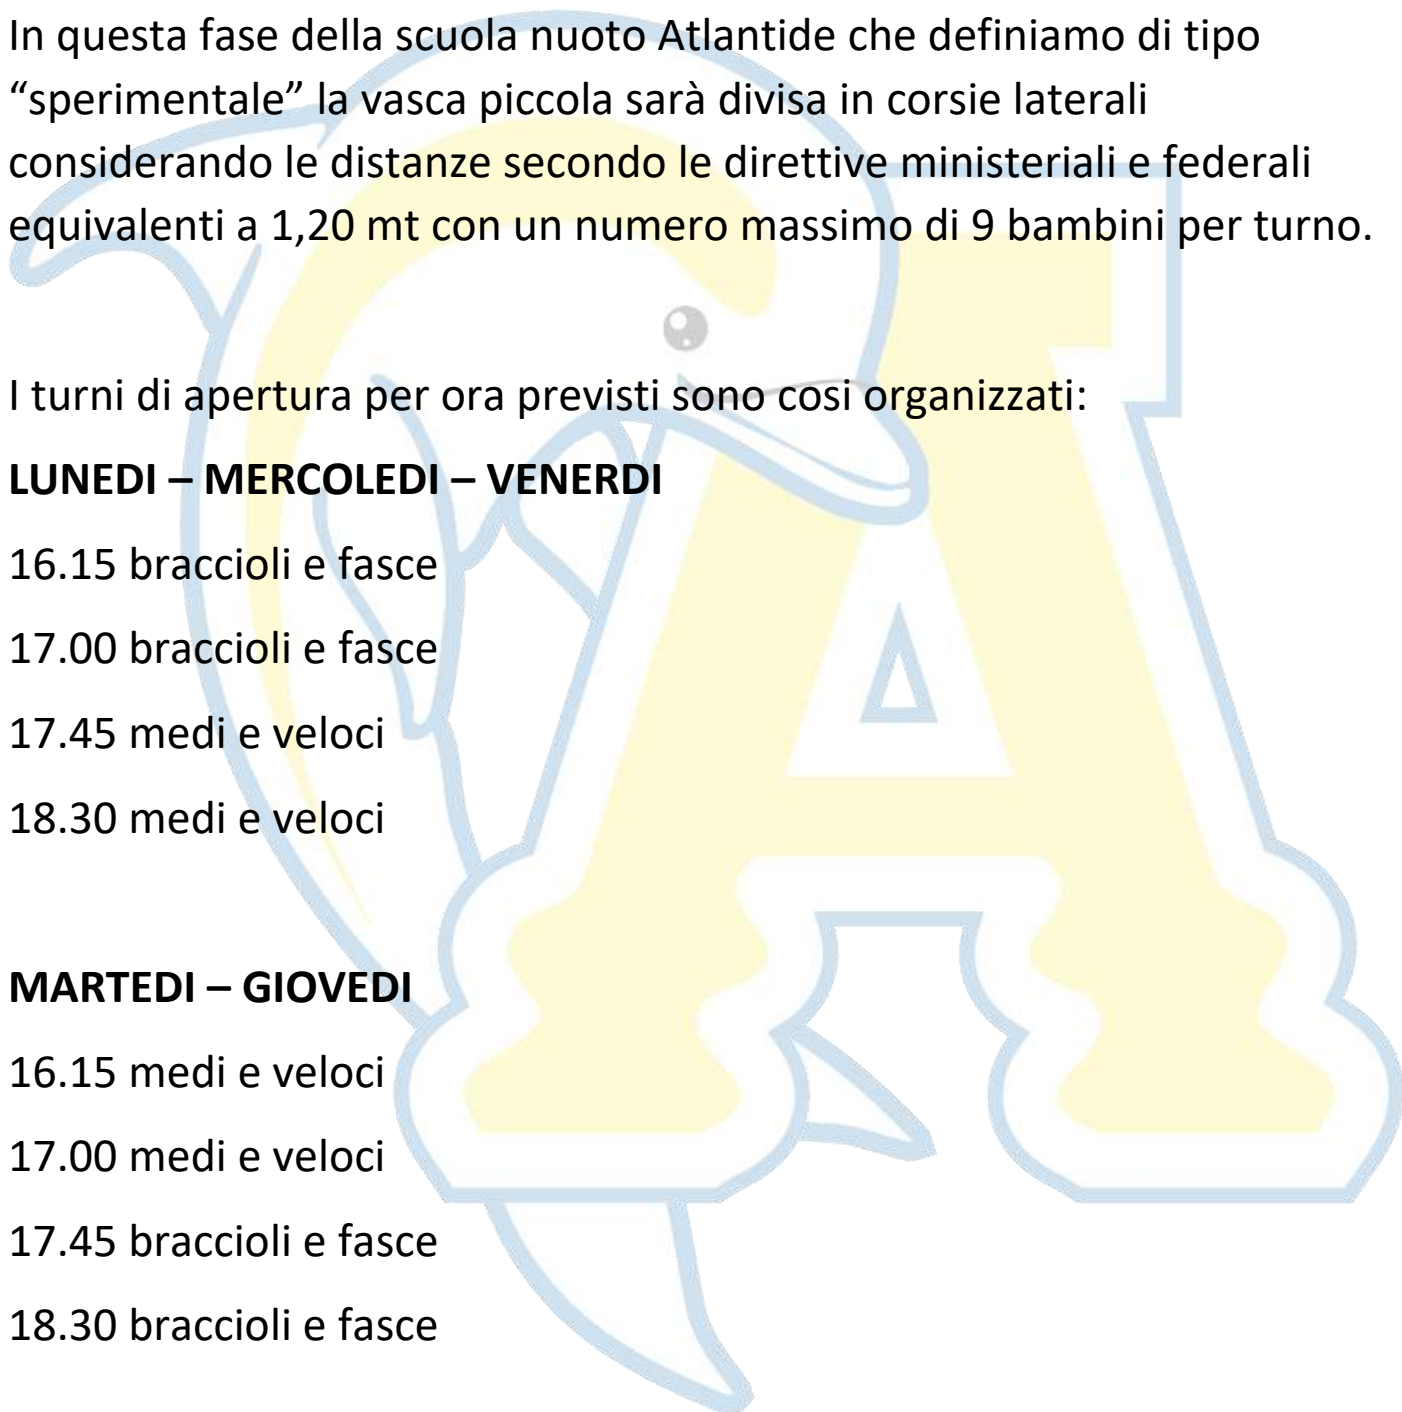 In questa fase della scuola nuoto Atlantide che definiamo di tipo
“sperimentale” la vasca piccola sarà divisa in corsie laterali
considerando le distanze secondo le direttive ministeriali e federali
equivalenti a 1,20 mt con un numero massimo di 9 bambini per turno.
I turni di apertura per ora previsti sono cosi organizzati:
LUNEDI – MERCOLEDI – VENERDI
16.15 braccioli e fasce
17.00 braccioli e fasce
17.45 medi e veloci
18.30 medi e veloci
MARTEDI – GIOVEDI
16.15 medi e veloci
17.00 medi e veloci
17.45 braccioli e fasce
18.30 braccioli e fasce